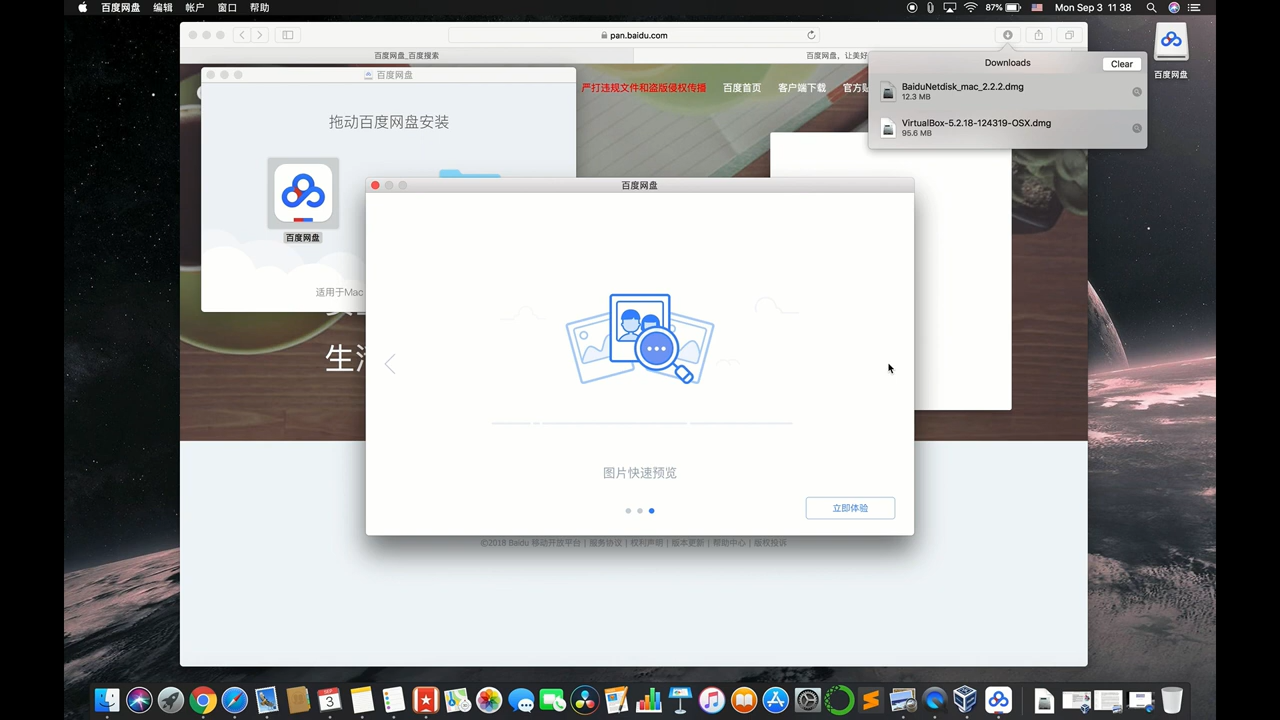 百度网盘 编辑 帐户 窗口 帮助
87% Mon Sep 3 11 38
pan.baidu.com
百度网盘_百度搜索
百度网盘，让美好
Downloads
Clear
BaiduNetdisk_mac_2.2.2.dmg
12.3 MB
VirtualBox-5.2.18-124319-OSX.dmg
95.6 MB
百度网盘
百度网盘
严打违规文件和盗版侵权传播 百度首页 客户端下载 官方贴
拖动百度网盘安装
百度网盘
适用于Mac
生活
百度网盘
图片快速预览
立即体验
©2018 Baidu 移动开放平台 | 服务协议 | 权利声明 | 版本更新 | 帮助中心 | 版权投诉
SEP
3